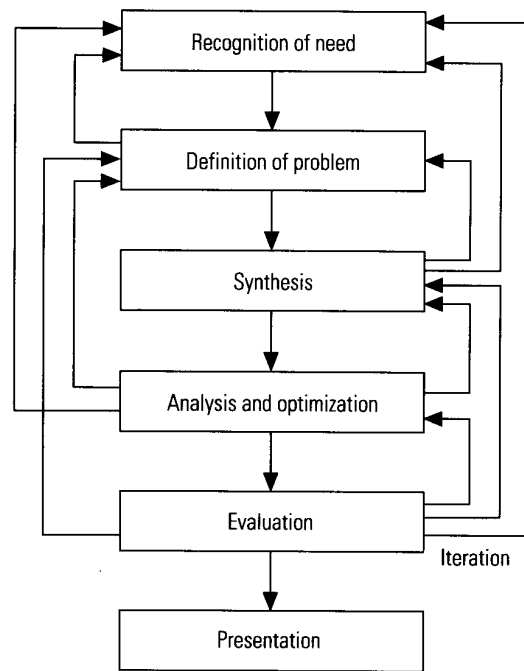 Recognition of need
Definition of problem
Synthesis
Analysis and optimization
Evaluation
Iteration
Presentation